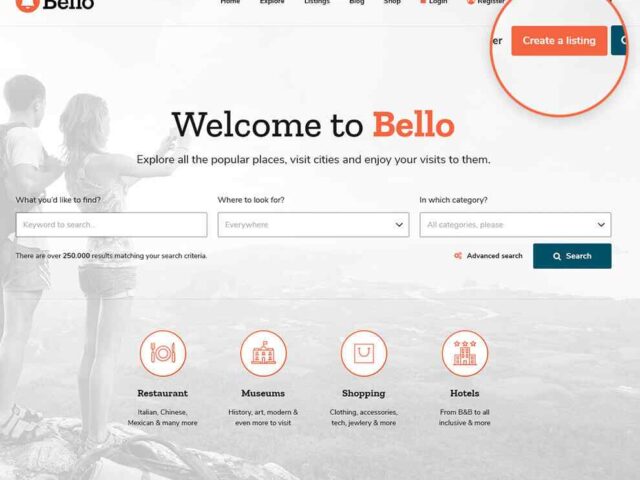 Bello
Home Explore Listings Blog Shop Login Register
er Create a listing
Welcome to Bello
Explore all the popular places, visit cities and enjoy your visits to them.
What you'd like to find? Where to look for? In which category?
Keyword to search... Everywhere All categories, please
There are over 250.000 results matching your search criteria. Advanced search Search
Restaurant Museums Shopping Hotels
Italian, Chinese, History, art, modern & Clothing, accessories, From B&B to all
Mexican & many more even more to visit tech, jewlery & more inclusive & more